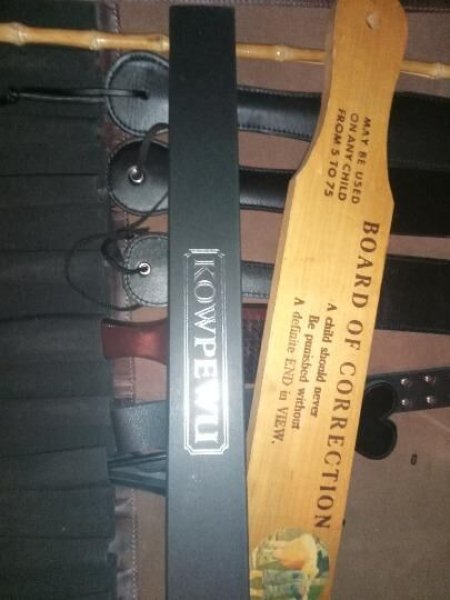 KOWPEWU
MAY BE USED
ON ANY CHILD
FROM 5 TO 75
BOARD OF CORRECTION
A child should never
Be punished without
A definite END in VIEW.